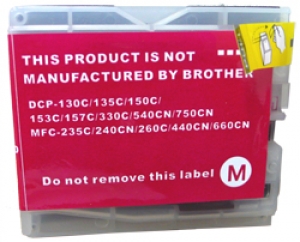 THIS PRODUCT IS NOT
MANUFACTURED BY BROTHER
DCP-130C/135C/150C/
153C/157C/330C/540CN/750CN
MFC-235C/240CN/260C/440CN/660CN
Do not remove this label
M